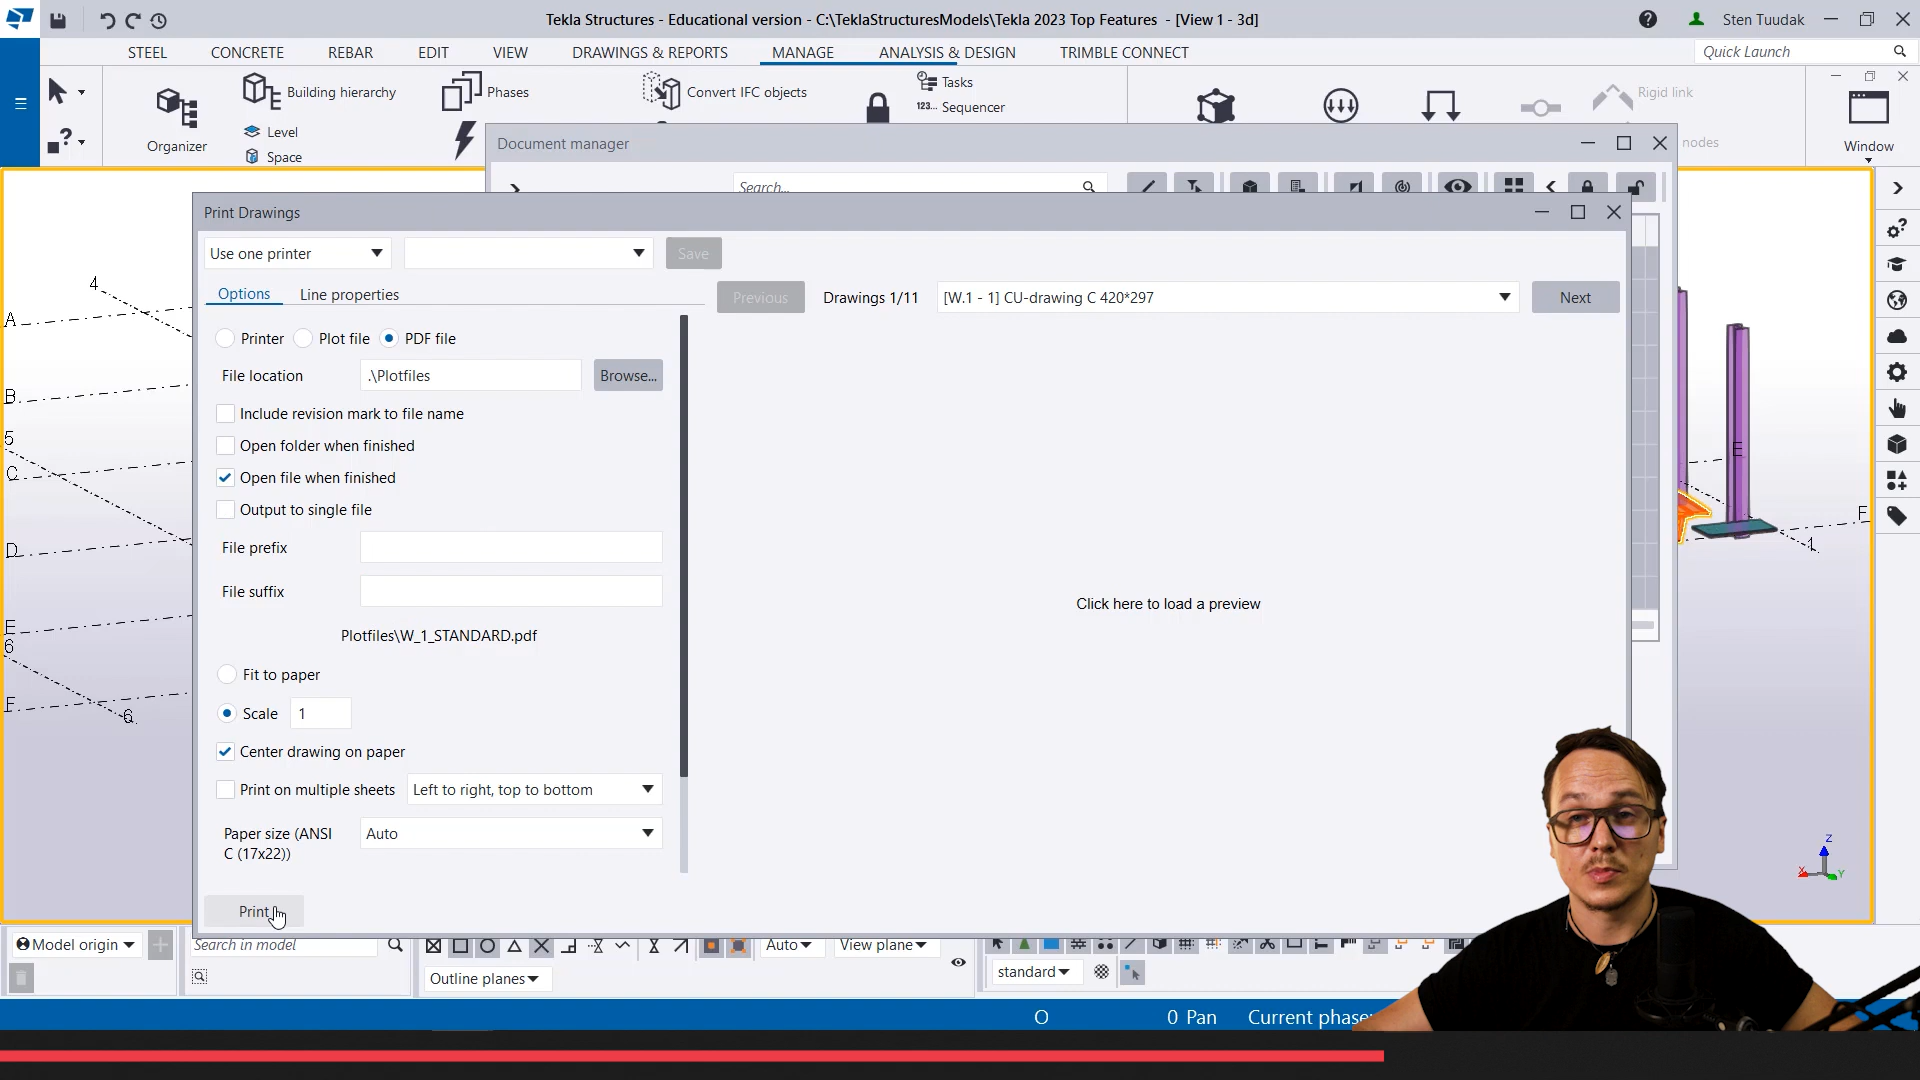 Tekla Structures - Educational version - C:\TeklaStructuresModels\Tekla 2023 Top Features - [View 1 - 3d]
Sten Tuudak
STEEL CONCRETE REBAR EDIT VIEW DRAWINGS & REPORTS MANAGE ANALYSIS & DESIGN TRIMBLE CONNECT
Quick Launch
Organizer
Building hierarchy
Level
Space
Phases
Convert IFC objects
Tasks
123... Sequencer
Rigid link
nodes
Window
Document manager
Search...
Print Drawings
Use one printer
Save
Options Line properties
Previous
Drawings 1/11
[W.1 - 1] CU-drawing C 420*297
Next
Printer Plot file PDF file
File location
.\Plotfiles
Browse...
Include revision mark to file name
Open folder when finished
Open file when finished
Output to single file
File prefix
File suffix
Plotfiles\W_1_STANDARD.pdf
Fit to paper
Scale 1
Center drawing on paper
Print on multiple sheets
Left to right, top to bottom
Paper size (ANSI C (17x22))
Auto
Print
Click here to load a preview
4
A
B
5
C
D
E
6
F
6
E
F
1
Z
X
Y
Model origin
Search in model
Auto
View plane
Outline planes
standard
O
0 Pan
Current phase: